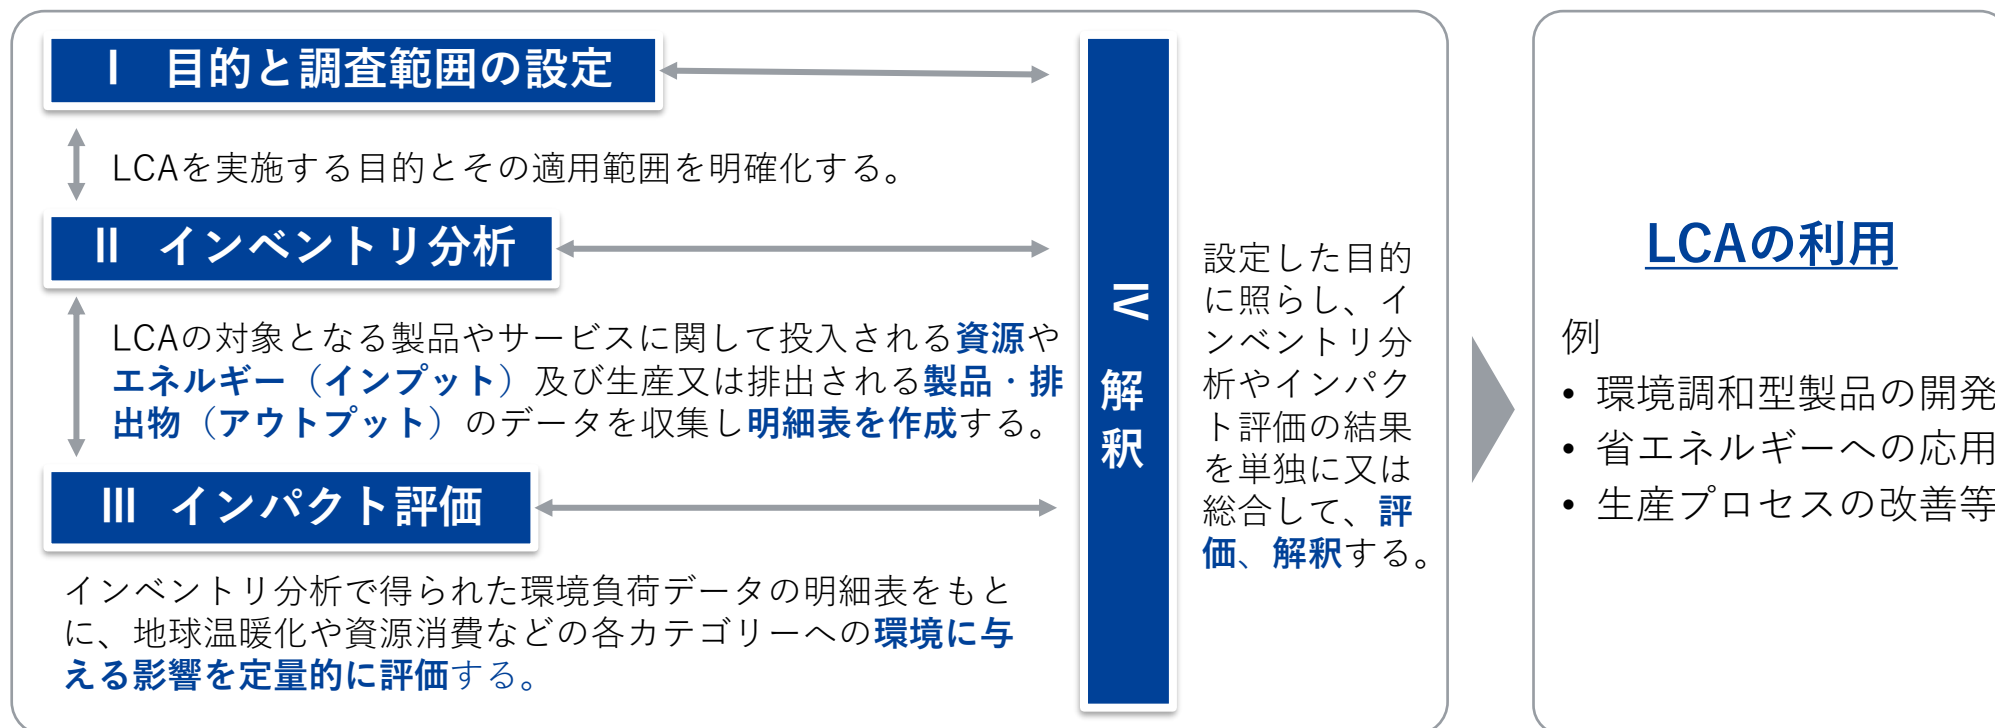 Ⅰ 目的と調査範囲の設定
LCAを実施する目的とその適用範囲を明確化する。
Ⅱ インベントリ分析
LCAの対象となる製品やサービスに関して投入される資源や
エネルギー（インプット）及び生産又は排出される製品・排
出物（アウトプット）のデータを収集し明細表を作成する。
Ⅲ インパクト評価
インベントリ分析で得られた環境負荷データの明細表をもと
に、地球温暖化や資源消費などの各カテゴリーへの環境に与
える影響を定量的に評価する。
Ⅳ 解釈
設定した目的
に照らし、イ
ンベントリ分
析やインパク
ト評価の結果
を単独に又は
総合して、評
価、解釈する。
LCAの利用
例
• 環境調和型製品の開発
• 省エネルギーへの応用
• 生産プロセスの改善等